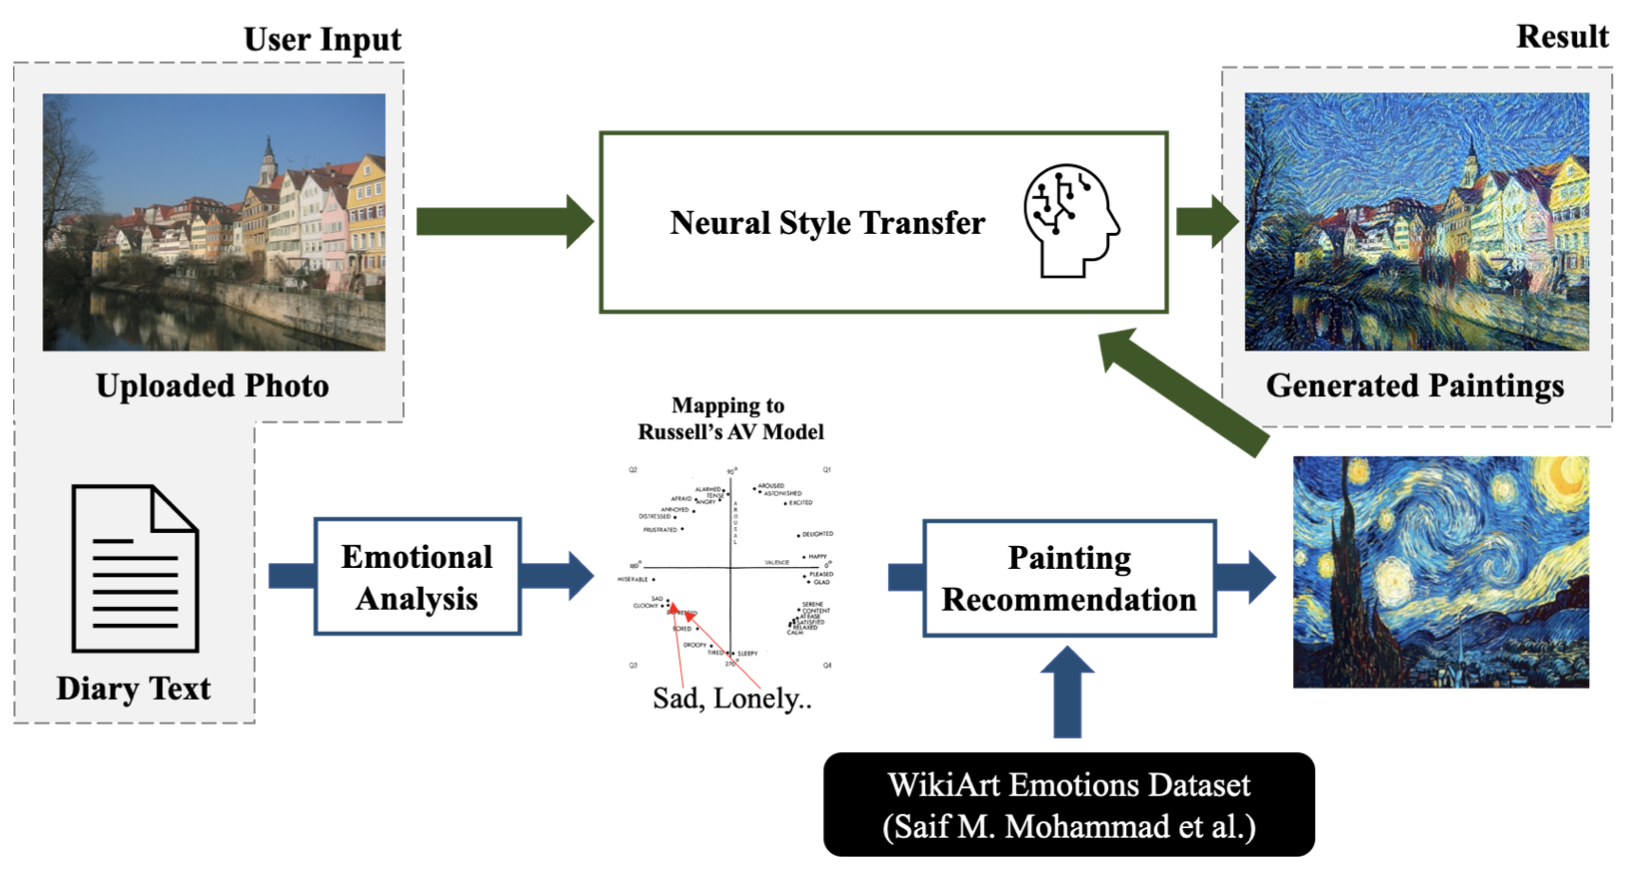 User Input
Result
Neural Style Transfer
Uploaded Photo
Generated Paintings
Mapping to
Russell's AV Model
Q2
90°
Q1
ALARMED
TENSE
AFRAID
ANGRY
ANNOYED
DISTRESSED
FRUSTRATED
AROUSAL
AROUSED
ASTONISHED
EXCITED
DELIGHTED
HAPPY
180°
VALENCE
0°
MISERABLE
PLEASED
GLAD
SAD
GLOOMY
BORED
DROOPY
TIRED
SLEEPY
SERENE
CONTENT
AT EASE
SATISFIED
RELAXED
CALM
Q3
270°
Q4
Sad, Lonely..
Emotional
Analysis
Painting
Recommendation
Diary Text
WikiArt Emotions Dataset
(Saif M. Mohammad et al.)